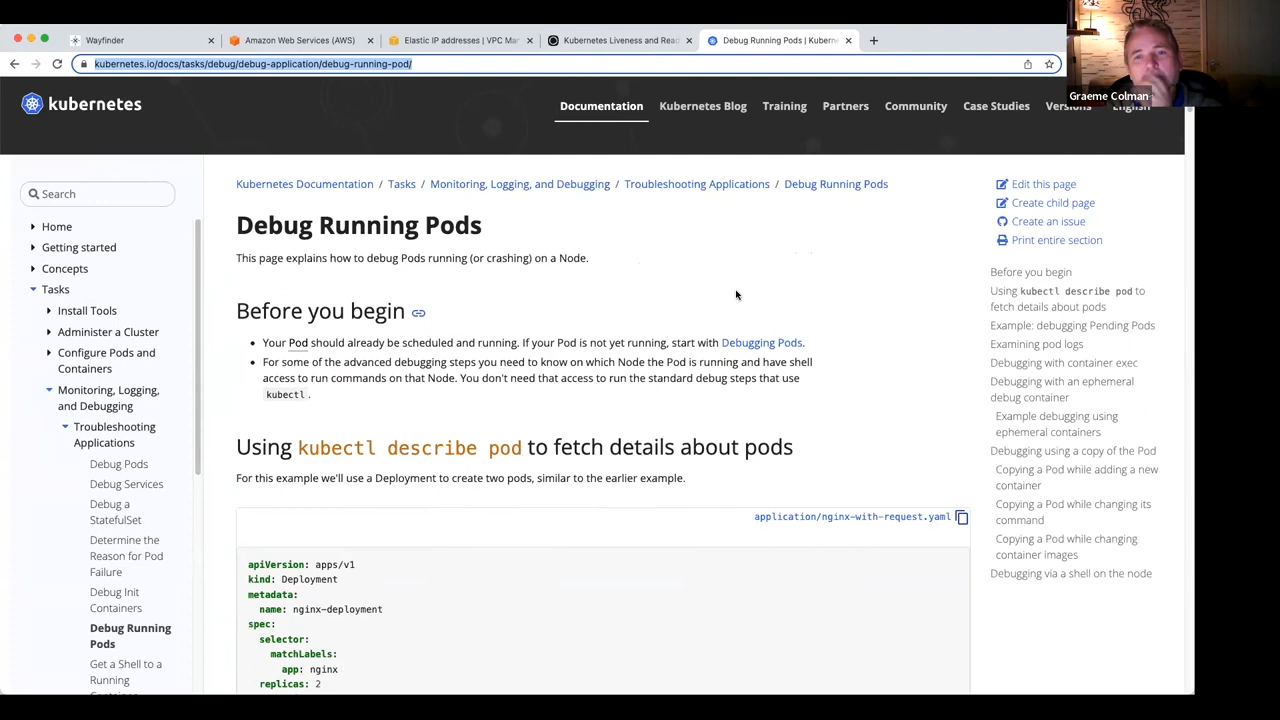 Wayfinder
Amazon Web Services (AWS)
Elastic IP addresses | VPC Ma
Kubernetes Liveness and Read
Debug Running Pods | Kubern
kubernetes.io/docs/tasks/debug/debug-application/debug-running-pod/
Graeme Colman
kubernetes
Documentation
Kubernetes Blog
Training
Partners
Community
Case Studies
Versions
English
Search
Home
Getting started
Concepts
Tasks
Install Tools
Administer a Cluster
Configure Pods and
Containers
Monitoring, Logging,
and Debugging
Troubleshooting
Applications
Debug Pods
Debug Services
Debug a
StatefulSet
Determine the
Reason for Pod
Failure
Debug Init
Containers
Debug Running
Pods
Get a Shell to a
Running
Kubernetes Documentation / Tasks / Monitoring, Logging, and Debugging / Troubleshooting Applications / Debug Running Pods
Debug Running Pods
This page explains how to debug Pods running (or crashing) on a Node.
Before you begin
• Your Pod should already be scheduled and running. If your Pod is not yet running, start with Debugging Pods.
• For some of the advanced debugging steps you need to know on which Node the Pod is running and have shell
access to run commands on that Node. You don't need that access to run the standard debug steps that use
kubectl.
Using kubectl describe pod to fetch details about pods
For this example we'll use a Deployment to create two pods, similar to the earlier example.
application/nginx-with-request.yaml
apiVersion: apps/v1
kind: Deployment
metadata:
name: nginx-deployment
spec:
selector:
matchLabels:
app: nginx
replicas: 2
Edit this page
Create child page
Create an issue
Print entire section
Before you begin
Using kubectl describe pod to
fetch details about pods
Example: debugging Pending Pods
Examining pod logs
Debugging with container exec
Debugging with an ephemeral
debug container
Example debugging using
ephemeral containers
Debugging using a copy of the Pod
Copying a Pod while adding a new
container
Copying a Pod while changing its
command
Copying a Pod while changing
container images
Debugging via a shell on the node